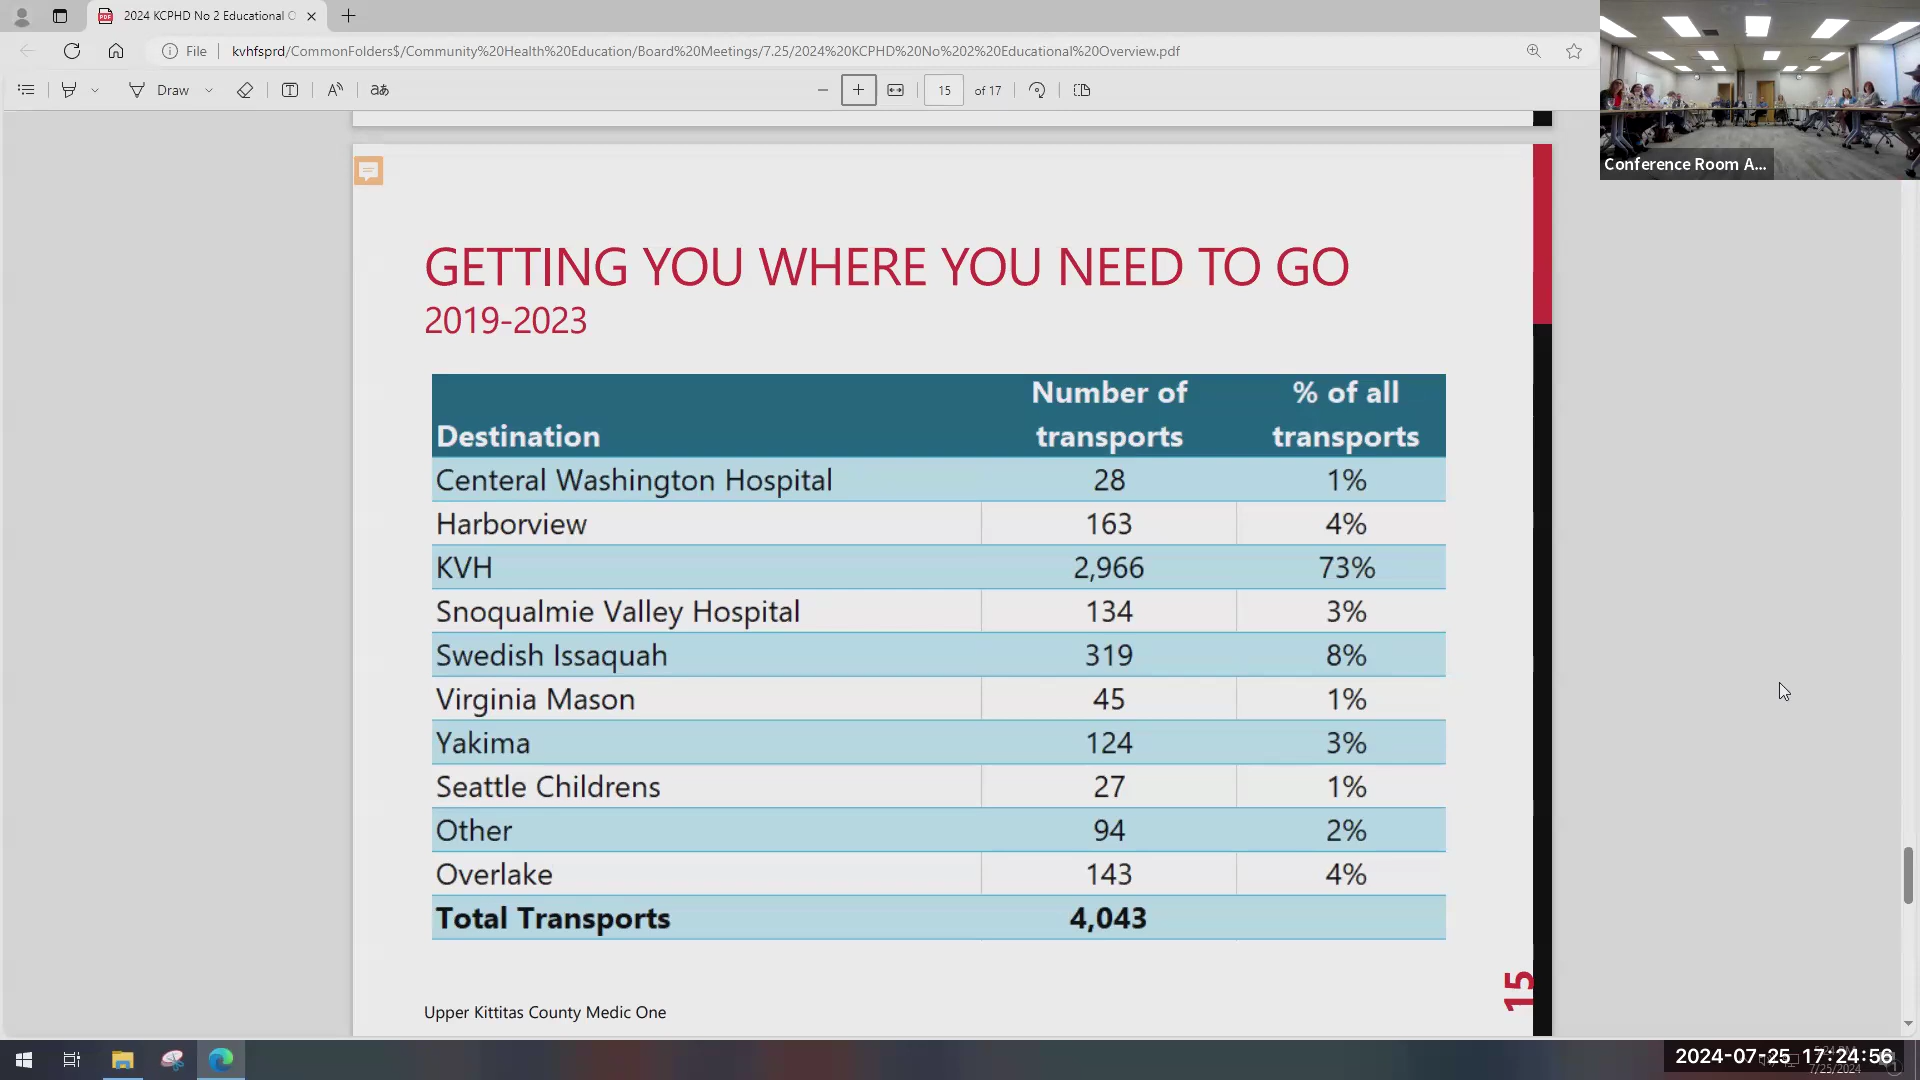 2024 KCPHD No 2 Educational O
File
kvhfsprd/CommonFolders$/Community%20Health%20Education/Board%20Meetings/7.25/2024%20KCPHD%20No%202%20Educational%20Overview.pdf
Draw
15 of 17
Conference Room A...
GETTING YOU WHERE YOU NEED TO GO
2019-2023
Destination Number of transports % of all transports
Centeral Washington Hospital 28 1%
Harborview 163 4%
KVH 2,966 73%
Snoqualmie Valley Hospital 134 3%
Swedish Issaquah 319 8%
Virginia Mason 45 1%
Yakima 124 3%
Seattle Childrens 27 1%
Other 94 2%
Overlake 143 4%
Total Transports 4,043
15
Upper Kittitas County Medic One
2024-07-25 17:24:56
7/25/2024